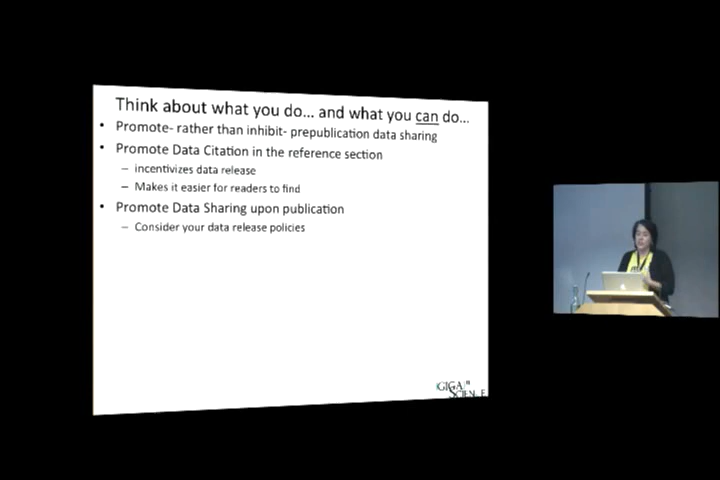 Think about what you do... and what you can do...
• Promote- rather than inhibit- prepublication data sharing
• Promote Data Citation in the reference section
– incentivizes data release
– Makes it easier for readers to find
• Promote Data Sharing upon publication
– Consider your data release policies
GIGA
SCIENCE